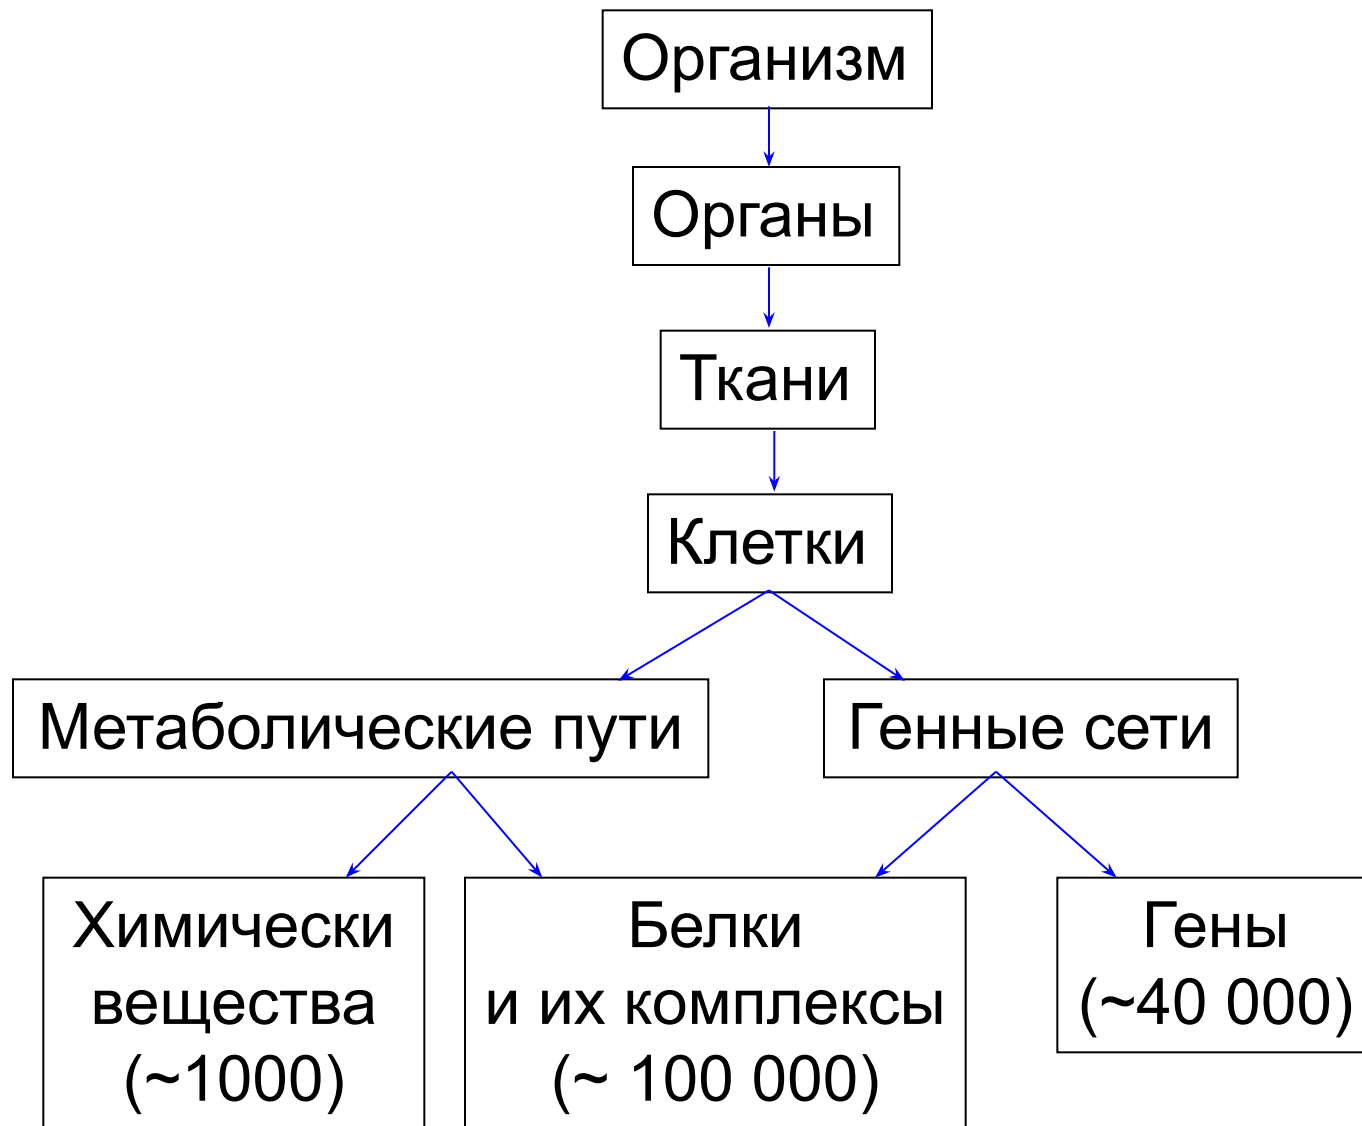 Организм
Органы
Ткани
Клетки
Метаболические пути
Генные сети
Химически
вещества
(~1000)
Белки
и их комплексы
(~ 100 000)
Гены
(~40 000)